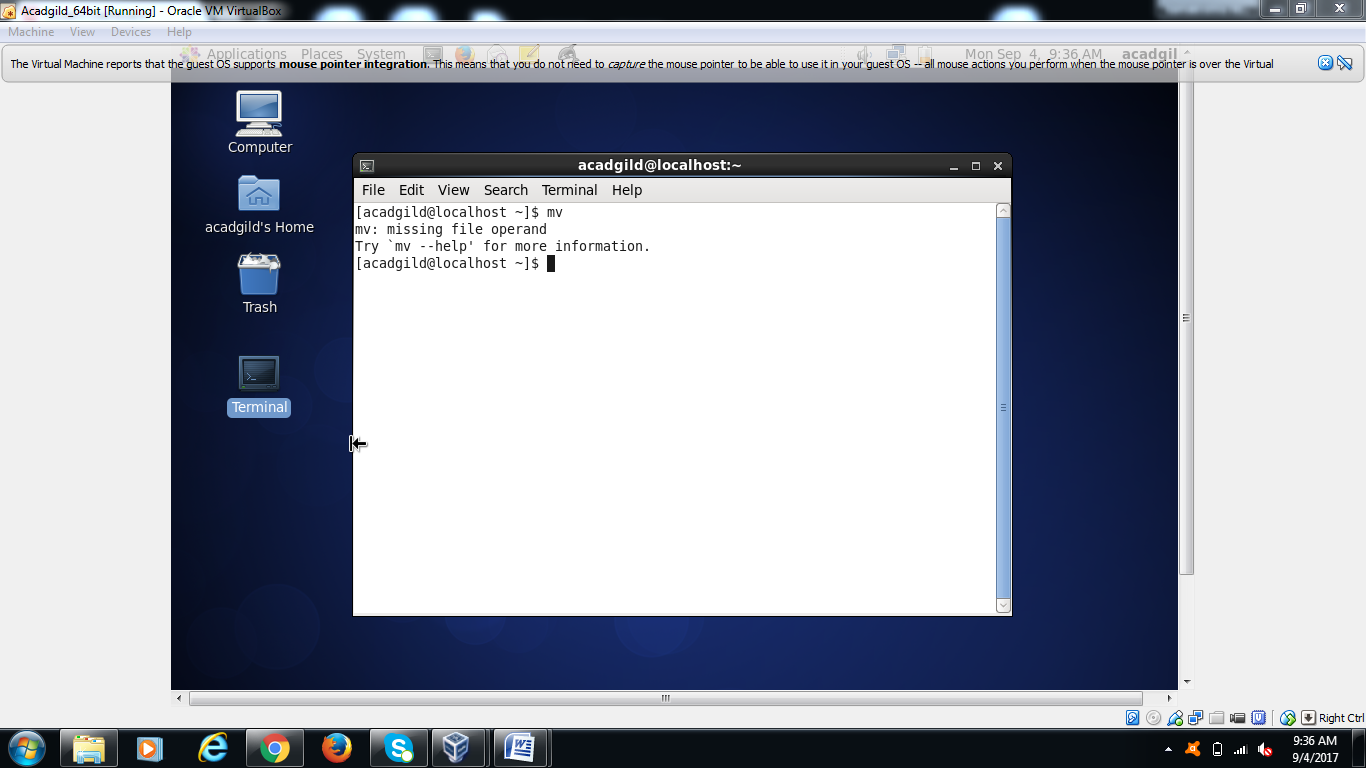 Acadgild_64bit [Running] - Oracle VM VirtualBox
Machine View Devices Help
Applications Places System Mon Sep 4, 9:36 AM acadgil
The Virtual Machine reports that the guest OS supports mouse pointer integration. This means that you do not need to capture the mouse pointer to be able to use it in your guest OS -- all mouse actions you perform when the mouse pointer is over the Virtual
Computer
acadgild's Home
Trash
Terminal
acadgild@localhost:~
File Edit View Search Terminal Help
[acadgild@localhost ~]$ mv
mv: missing file operand
Try `mv --help' for more information.
[acadgild@localhost ~]$
Right Ctrl
9:36 AM
9/4/2017